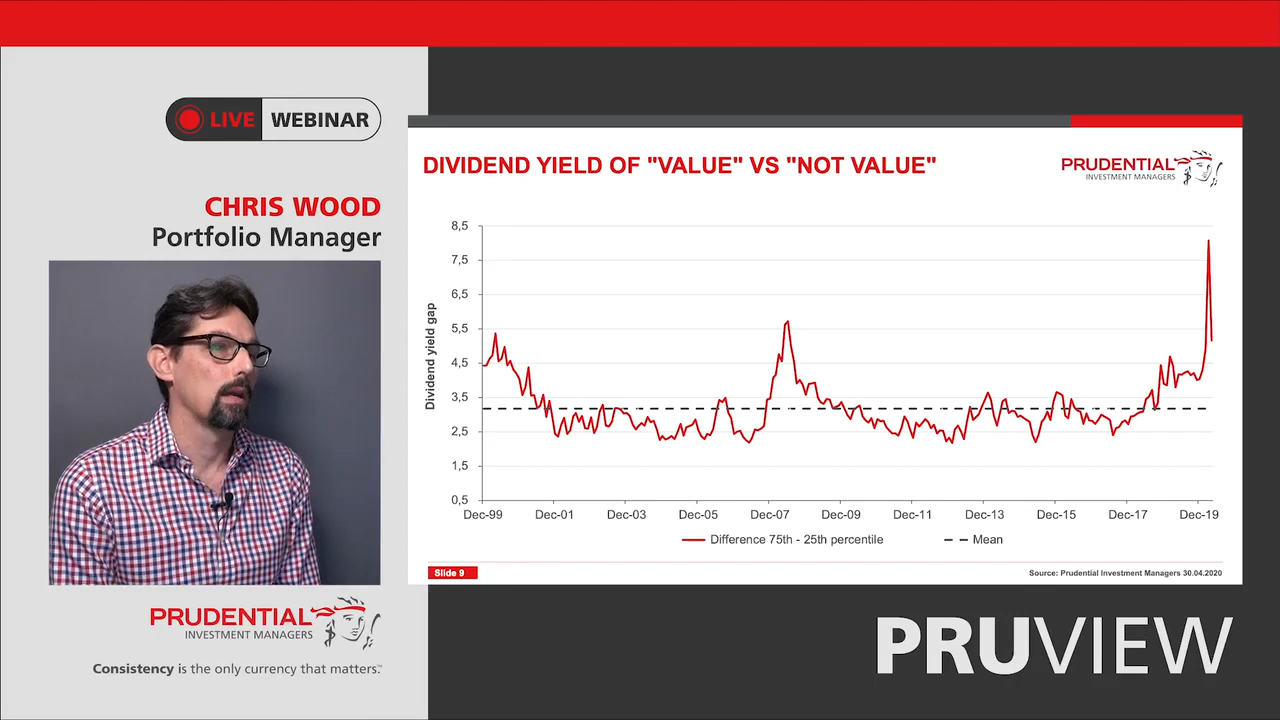 LIVE WEBINAR
CHRIS WOOD
Portfolio Manager
PRUDENTIAL
INVESTMENT MANAGERS
Consistency is the only currency that matters.™
DIVIDEND YIELD OF "VALUE" VS "NOT VALUE"
PRUDENTIAL
INVESTMENT MANAGERS
Dividend yield gap
8,5
7,5
6,5
5,5
4,5
3,5
2,5
1,5
0,5
Dec-99 Dec-01 Dec-03 Dec-05 Dec-07 Dec-09 Dec-11 Dec-13 Dec-15 Dec-17 Dec-19
Difference 75th - 25th percentile Mean
Slide 9
Source: Prudential Investment Managers 30.04.2020
PRUVIEW